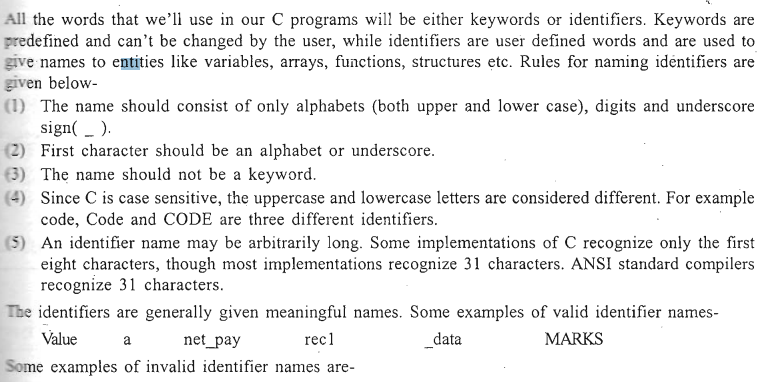 All the words that we'll use in our C programs will be either keywords or identifiers. Keywords are
predefined and can't be changed by the user, while identifiers are user defined words and are used to
give names to entities like variables, arrays, functions, structures etc. Rules for naming identifiers are
given below-
(1) The name should consist of only alphabets (both upper and lower case), digits and underscore
sign( _ ).
(2) First character should be an alphabet or underscore.
(3) The name should not be a keyword.
(4) Since C is case sensitive, the uppercase and lowercase letters are considered different. For example
code, Code and CODE are three different identifiers.
(5) An identifier name may be arbitrarily long. Some implementations of C recognize only the first
eight characters, though most implementations recognize 31 characters. ANSI standard compilers
recognize 31 characters.
The identifiers are generally given meaningful names. Some examples of valid identifier names-
Value a net_pay rec1 _data MARKS
Some examples of invalid identifier names are-